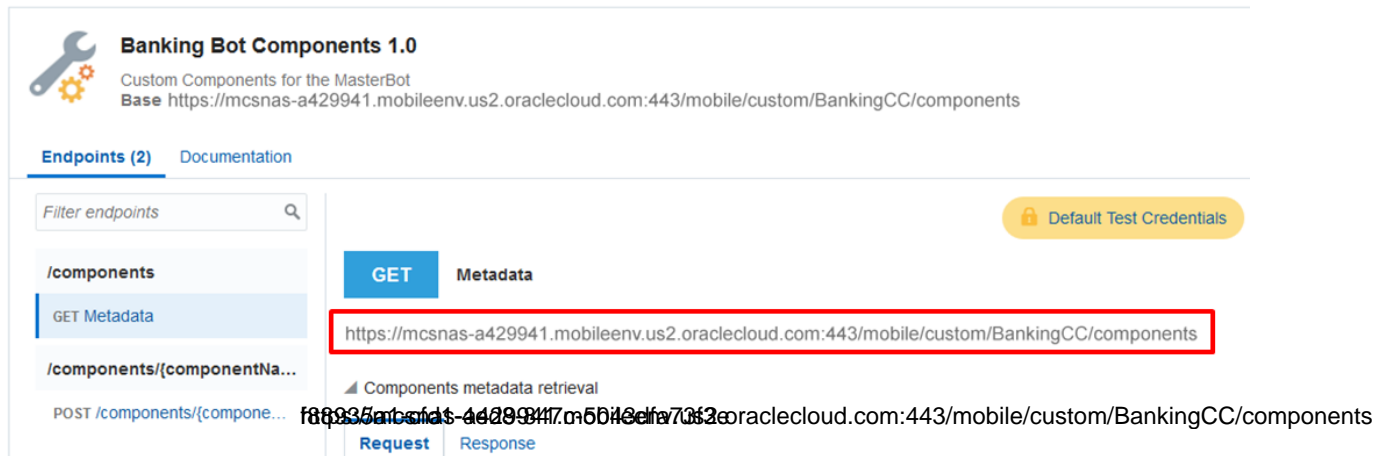 Banking Bot Components 1.0
Custom Components for the MasterBot
Base https://mcsnas-a429941.mobileenv.us2.oraclecloud.com:443/mobile/custom/BankingCC/components
Endpoints (2) Documentation
Filter endpoints
Default Test Credentials
/components
GET Metadata
GET Metadata
https://mcsnas-a429941.mobileenv.us2.oraclecloud.com:443/mobile/custom/BankingCC/components
/components/{componentNa...
Components metadata retrieval
POST /components/{compone...
oraclecloud.com:443/mobile/custom/BankingCC/components
Request Response